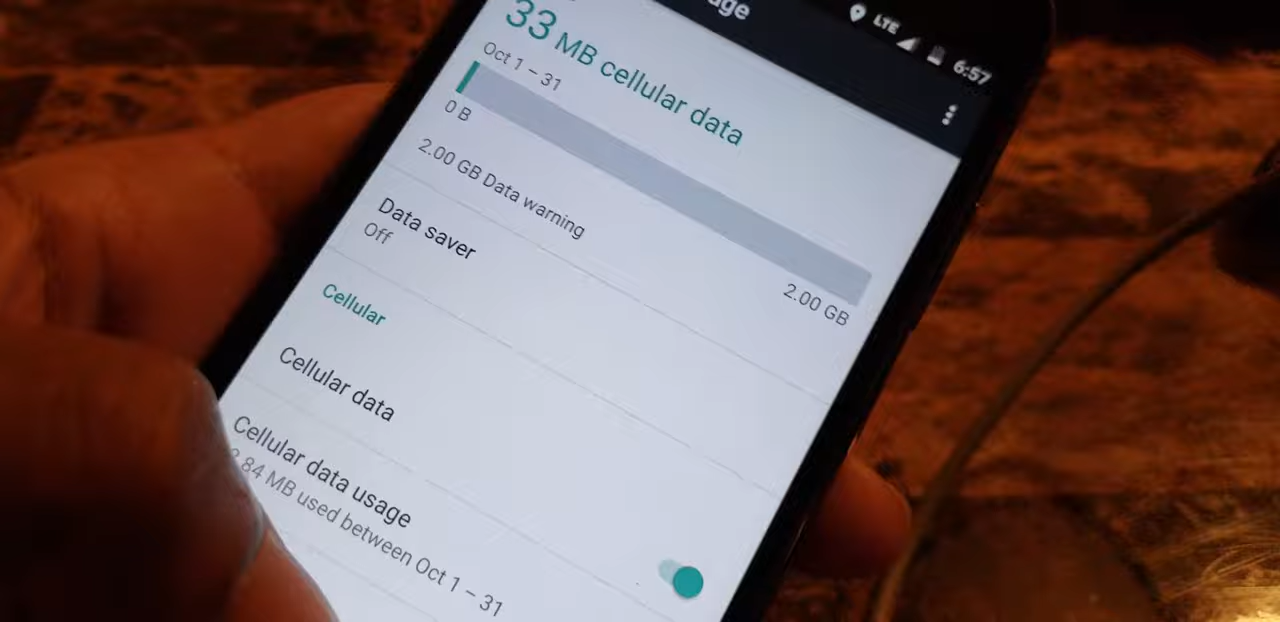 LTE 6:57
33 MB cellular data
Oct 1 – 31
0 B
2.00 GB
2.00 GB Data warning
Data saver
Off
Cellular
Cellular data
Cellular data usage
84 MB used between Oct 1 – 31